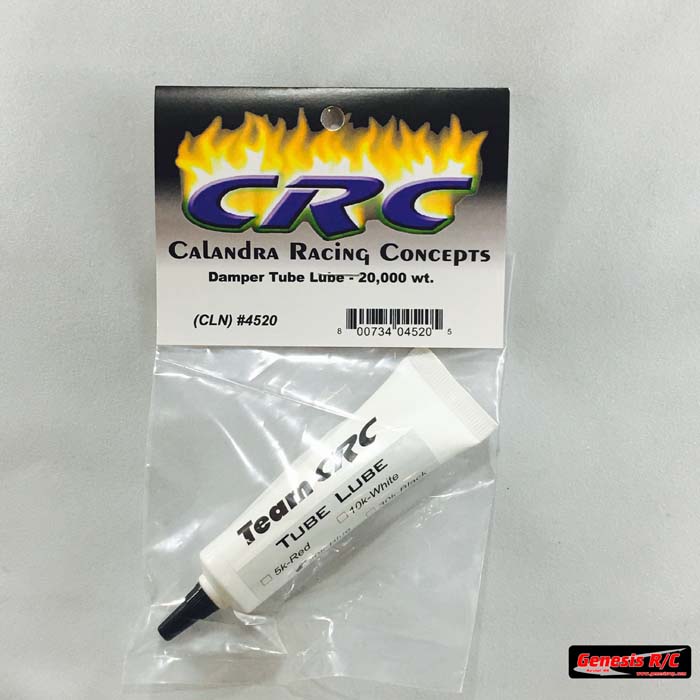 CRC
Calandra Racing Concepts
Damper Tube Lube - 20,000 wt.
(CLN) #4520
8 00734 04520 5
Team CRC
TUBE LUBE
10k-White
5k-Red
Genesis R/C